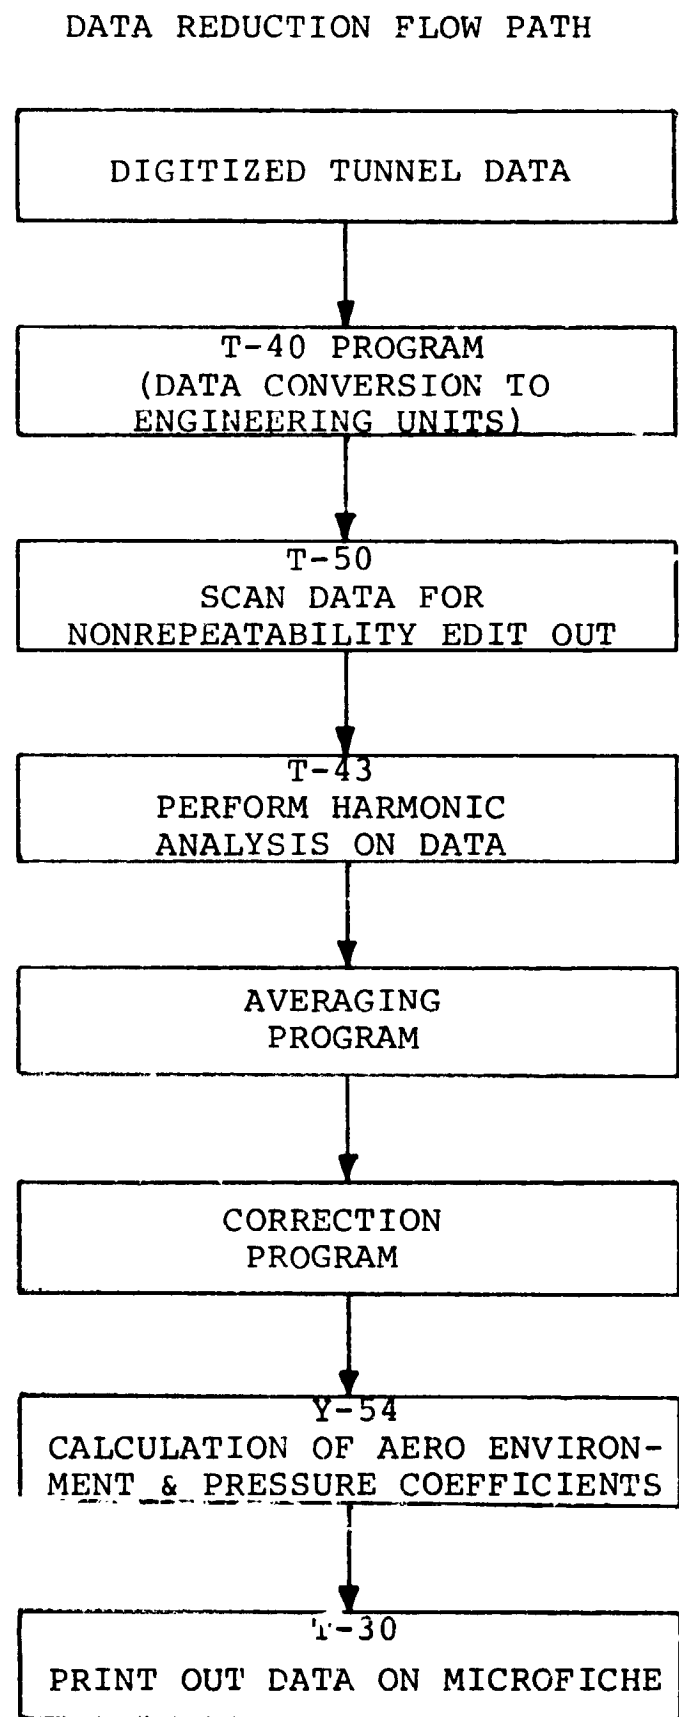 DATA REDUCTION FLOW PATH
DIGITIZED TUNNEL DATA
T-40 PROGRAM
(DATA CONVERSION TO
ENGINEERING UNITS)
T-50
SCAN DATA FOR
NONREPEATABILITY EDIT OUT
T-43
PERFORM HARMONIC
ANALYSIS ON DATA
AVERAGING
PROGRAM
CORRECTION
PROGRAM
Y-54
CALCULATION OF AERO ENVIRON-
MENT & PRESSURE COEFFICIENTS
T-30
PRINT OUT DATA ON MICROFICHE